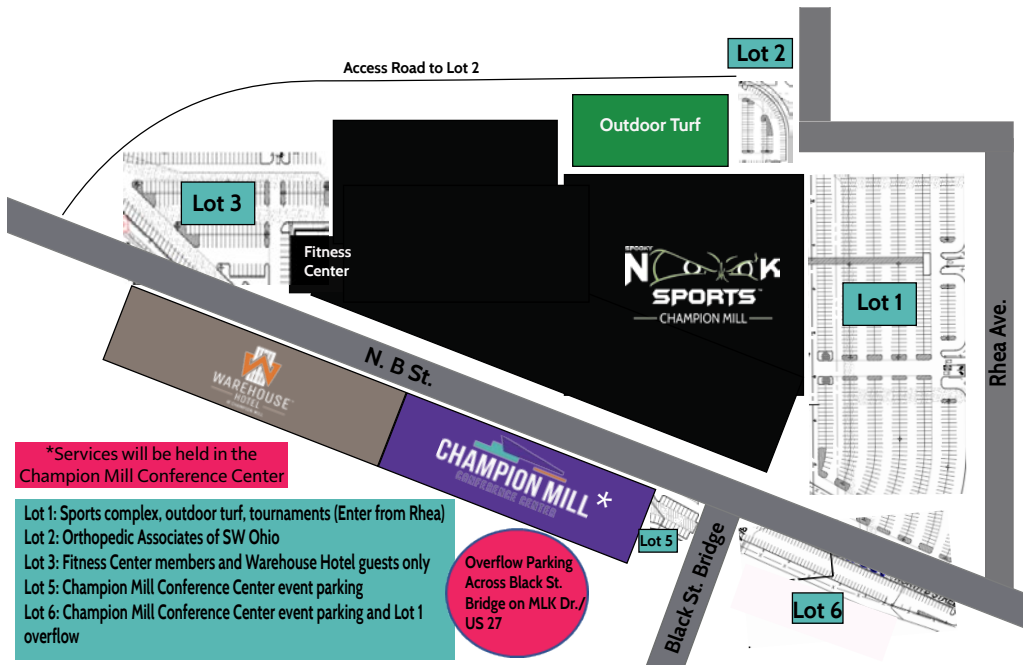 Lot 2
Access Road to Lot 2
Outdoor Turf
Lot 3
Fitness
Center
SPOOKY
NOOK
SPORTS™
CHAMPION MILL
Lot 1
Rhea Ave.
N. B St.
WAREHOUSE
HOTEL
AT CHAMPION MILL
CHAMPION MILL *
CONFERENCE CENTER
*Services will be held in the
Champion Mill Conference Center
Lot 1: Sports complex, outdoor turf, tournaments (Enter from Rhea)
Lot 2: Orthopedic Associates of SW Ohio
Lot 3: Fitness Center members and Warehouse Hotel guests only
Lot 5: Champion Mill Conference Center event parking
Lot 6: Champion Mill Conference Center event parking and Lot 1
overflow
Overflow Parking
Across Black St.
Bridge on MLK Dr./
US 27
Lot 5
Black St. Bridge
Lot 6